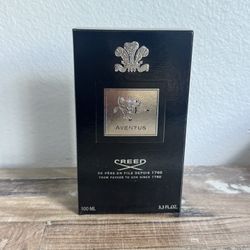 AVENTUS
CREED
DE PÈRE EN FILS DEPUIS 1760
FROM FATHER TO SON SINCE 1760
100 ML
3.3 FL.OZ.